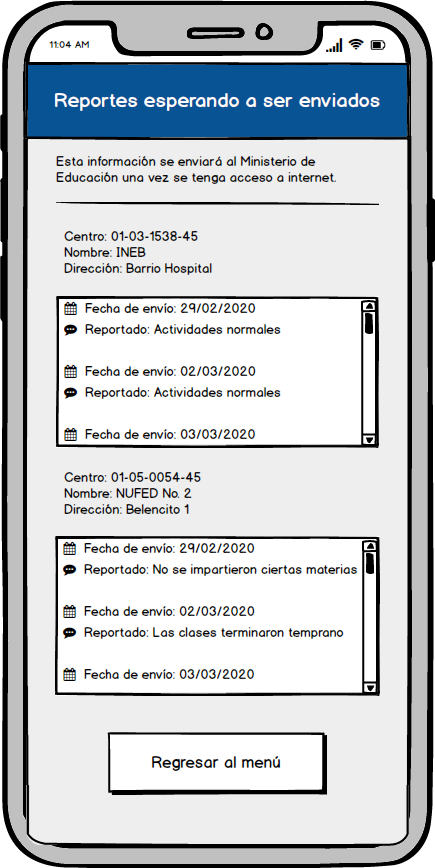 11:04 AM
Reportes esperando a ser enviados
Esta información se enviará al Ministerio de
Educación una vez se tenga acceso a internet.
Centro: 01-03-1538-45
Nombre: INEB
Dirección: Barrio Hospital
Fecha de envío: 29/02/2020
Reportado: Actividades normales
Fecha de envío: 02/03/2020
Reportado: Actividades normales
Fecha de envío: 03/03/2020
Centro: 01-05-0054-45
Nombre: NUFED No. 2
Dirección: Belencito 1
Fecha de envío: 29/02/2020
Reportado: No se impartieron ciertas materias
Fecha de envío: 02/03/2020
Reportado: Las clases terminaron temprano
Fecha de envío: 03/03/2020
Regresar al menú